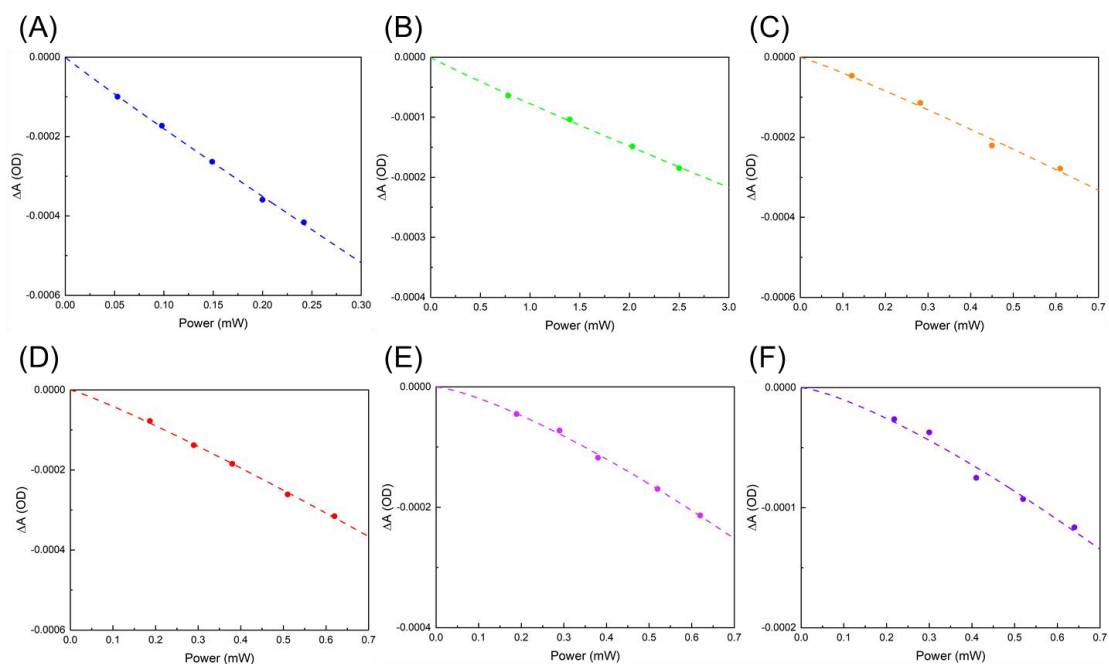 (A)
0.0000
-0.0002
-0.0004
-0.0006
ΔA (OD)
0.00 0.05 0.10 0.15 0.20 0.25 0.30
Power (mW)
(B)
0.0000
-0.0001
-0.0002
-0.0003
-0.0004
ΔA (OD)
0.0 0.5 1.0 1.5 2.0 2.5 3.0
Power (mW)
(C)
0.0000
-0.0002
-0.0004
-0.0006
ΔA (OD)
0.0 0.1 0.2 0.3 0.4 0.5 0.6 0.7
Power (mW)
(D)
0.0000
-0.0002
-0.0004
-0.0006
ΔA (OD)
0.0 0.1 0.2 0.3 0.4 0.5 0.6 0.7
Power (mW)
(E)
0.0000
-0.0002
-0.0004
ΔA (OD)
0.0 0.1 0.2 0.3 0.4 0.5 0.6 0.7
Power (mW)
(F)
0.0000
-0.0001
-0.0002
ΔA (OD)
0.0 0.1 0.2 0.3 0.4 0.5 0.6 0.7
Power (mW)